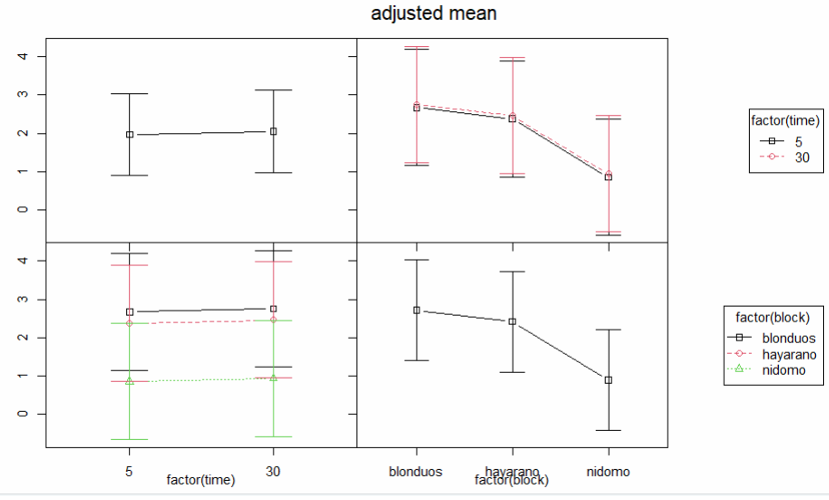 adjusted mean
4
3
2
1
0
4
3
2
1
0
5
30
factor(time)
blonduos
hayarano
nidomo
factor(block)
factor(time)
5
30
factor(block)
blonduos
hayarano
nidomo